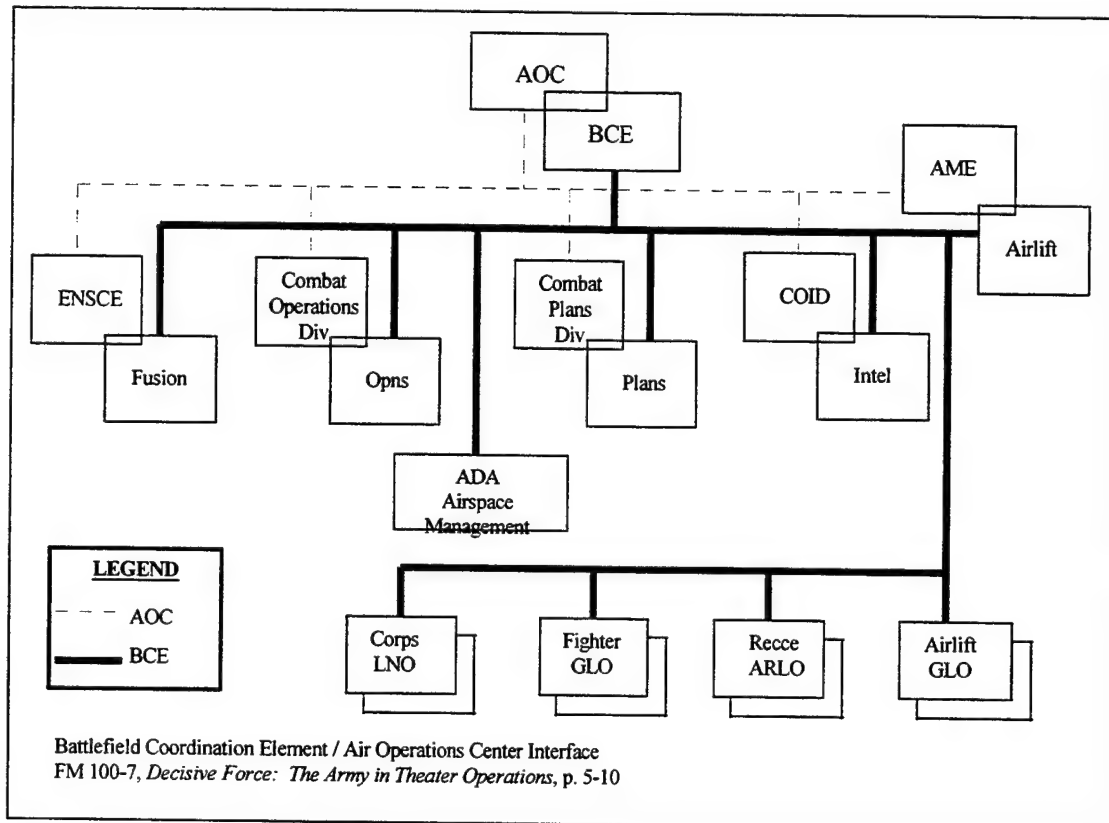 AOC
BCE
AME
Airlift
ENSCE
Combat
Operations
Div
Combat
Plans
Div
COID
Fusion
Opns
Plans
Intel
ADA
Airspace
Management
LEGEND
AOC
BCE
Corps
LNO
Fighter
GLO
Recce
ARLO
Airlift
GLO
Battlefield Coordination Element / Air Operations Center Interface
FM 100-7, Decisive Force: The Army in Theater Operations, p. 5-10